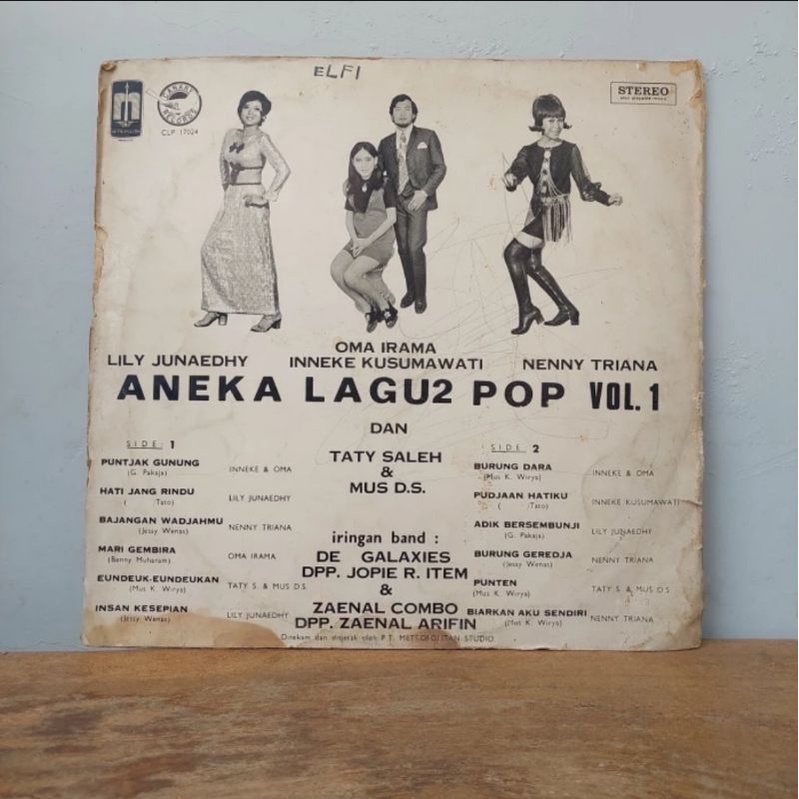 ELFI
CANARY RECORDS
CLP 17024
STEREO
LILY JUNAEDHY
OMA IRAMA
INNEKE KUSUMAWATI
NENNY TRIANA
ANEKA LAGU2 POP VOL. 1
DAN
TATY SALEH
&
MUS D.S.
iringan band :
DE GALAXIES
DPP. JOPIE R. ITEM
&
ZAENAL COMBO
DPP. ZAENAL ARIFIN
SIDE: 1
PUNTJAK GUNUNG INNEKE & OMA
(G. Pakaja)
HATI JANG RINDU LILY JUNAEDHY
( Tato)
BAJANGAN WADJAHMU NENNY TRIANA
(Jessy Wenas)
MARI GEMBIRA OMA IRAMA
(Benny Muharam)
EUNDEUK-EUNDEUKAN TATY S. & MUS D.S.
(Mus K. Wirya)
INSAN KESEPIAN LILY JUNAEDHY
(Jessy Wenas)
SIDE: 2
BURUNG DARA INNEKE & OMA
(Mus K. Wirya)
PUDJAAN HATIKU INNEKE KUSUMAWATI
( Tato)
ADIK BERSEMBUNJI LILY JUNAEDHY
(G. Pakaja)
BURUNG GEREDJA NENNY TRIANA
(Jessy Wenas)
PUNTEN TATY S. & MUS D.S
(Mus K. Wirya)
BIARKAN AKU SENDIRI NENNY TRIANA
(Mus K. Wirya)
Direkam dan ditjetak oleh P.T. METROPOLITAN STUDIO